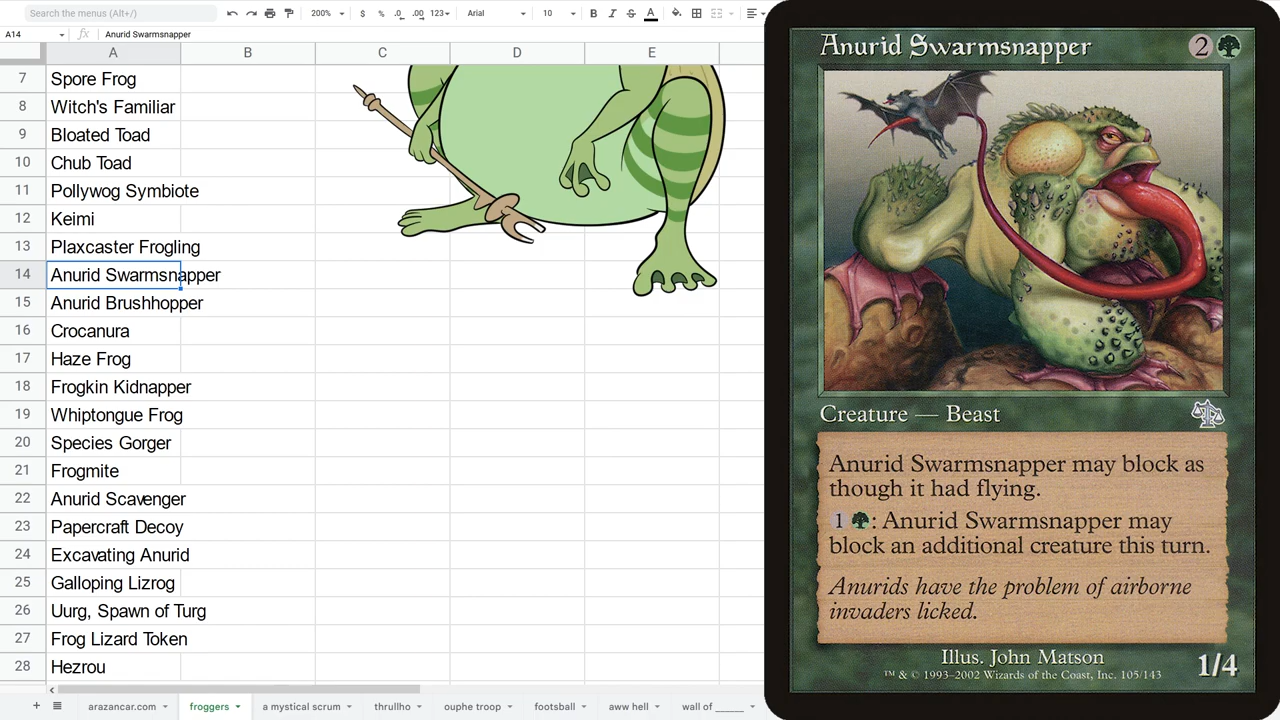 Search the menus (Alt+/)
200%
$ % .0 .00 123
Arial
10
B I S A
A14
fx Anurid Swarmsnapper
A B C D E
7 Spore Frog
8 Witch's Familiar
9 Bloated Toad
10 Chub Toad
11 Pollywog Symbiote
12 Keimi
13 Plaxcaster Frogling
14 Anurid Swarmsnapper
15 Anurid Brushhopper
16 Crocanura
17 Haze Frog
18 Frogkin Kidnapper
19 Whiptongue Frog
20 Species Gorger
21 Frogmite
22 Anurid Scavenger
23 Papercraft Decoy
24 Excavating Anurid
25 Galloping Lizrog
26 Uurg, Spawn of Turg
27 Frog Lizard Token
28 Hezrou
arazancar.com froggers a mystical scrum thrullho ouphe troop footsball aww hell wall of ______
Anurid Swarmsnapper 2
Creature — Beast
Anurid Swarmsnapper may block as
though it had flying.
1 : Anurid Swarmsnapper may
block an additional creature this turn.
Anurids have the problem of airborne
invaders licked.
Illus. John Matson
™ & © 1993–2002 Wizards of the Coast, Inc. 105/143
1/4